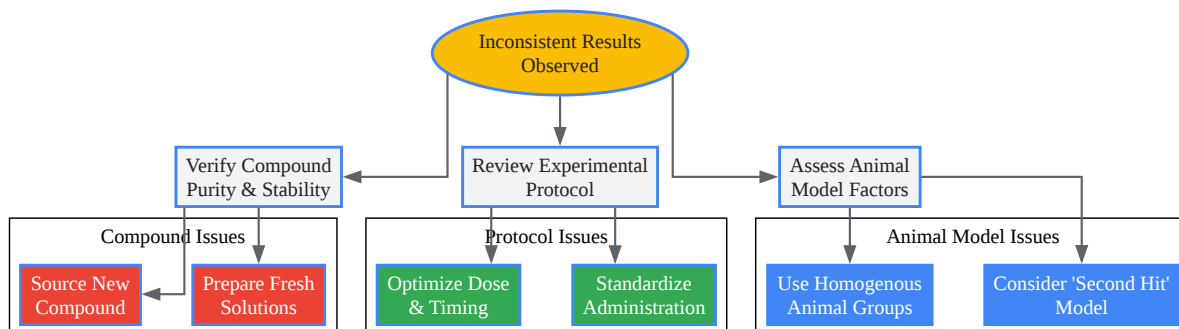 Inconsistent Results
Observed
Verify Compound
Purity & Stability
Review Experimental
Protocol
Assess Animal
Model Factors
Compound Issues
Protocol Issues
Animal Model Issues
Source New
Compound
Prepare Fresh
Solutions
Optimize Dose
& Timing
Standardize
Administration
Use Homogenous
Animal Groups
Consider 'Second Hit'
Model